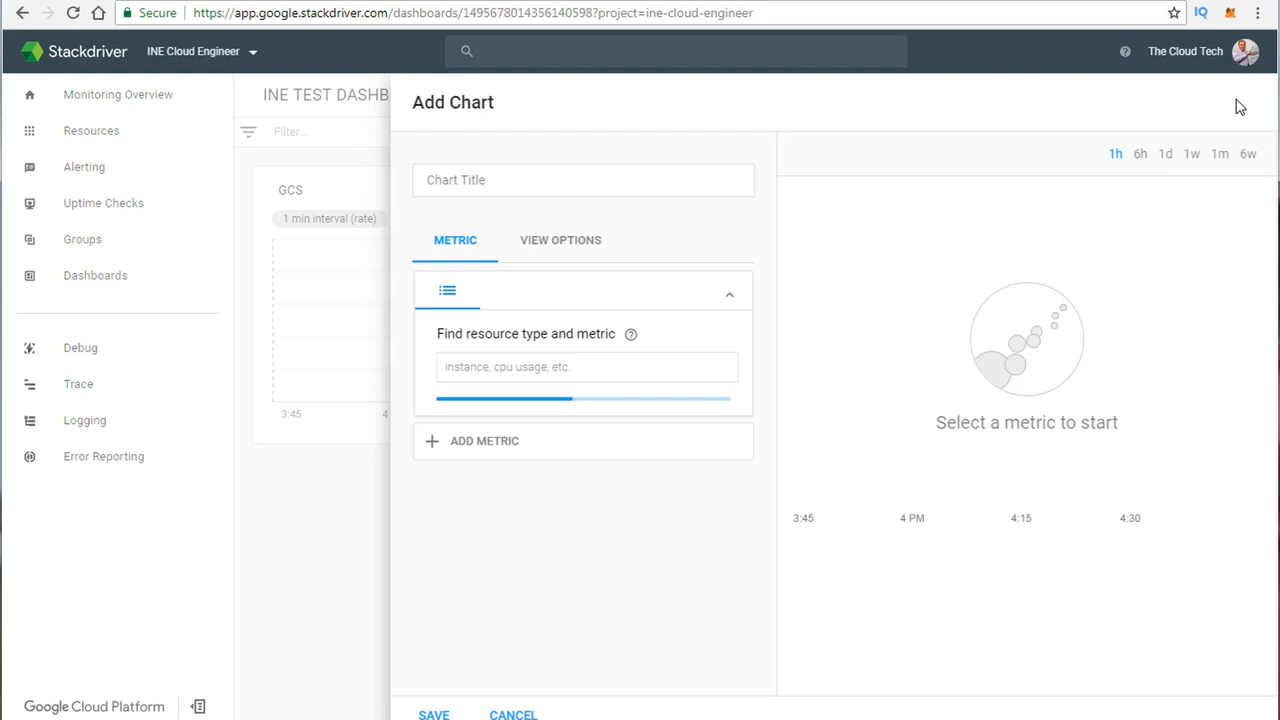 Secure
https://app.google.stackdriver.com/dashboards/1495678014356140598?project=ine-cloud-engineer
IQ
Stackdriver
INE Cloud Engineer
The Cloud Tech
Monitoring Overview
Resources
Alerting
Uptime Checks
Groups
Dashboards
Debug
Trace
Logging
Error Reporting
Google Cloud Platform
INE TEST DASHB
Filter...
GCS
1 min interval (rate)
3:45
4
Add Chart
Chart Title
METRIC
VIEW OPTIONS
Find resource type and metric
instance, cpu usage, etc.
ADD METRIC
SAVE
CANCEL
1h 6h 1d 1w 1m 6w
Select a metric to start
3:45 4 PM 4:15 4:30